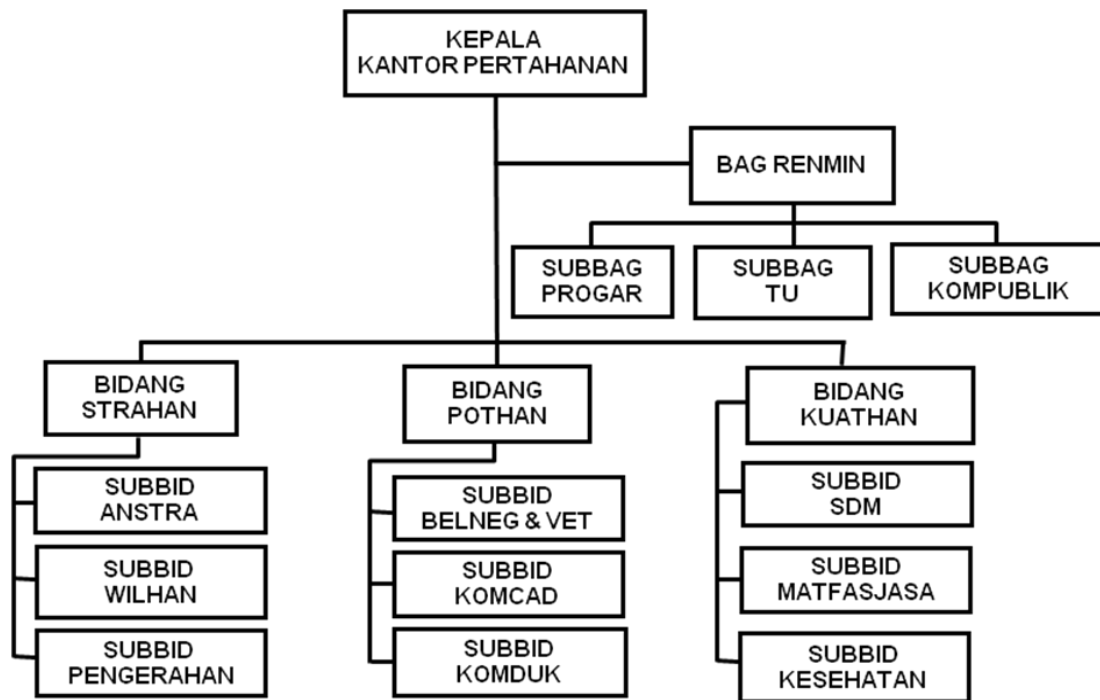 KEPALA
KANTOR PERTAHANAN
BAG RENMIN
SUBBAG
PROGAR
SUBBAG
TU
SUBBAG
KOMPUBLIK
BIDANG
STRAHAN
SUBBID
ANSTRA
SUBBID
WILHAN
SUBBID
PENGERAHAN
BIDANG
POTHAN
SUBBID
BELNEG & VET
SUBBID
KOMCAD
SUBBID
KOMDUK
BIDANG
KUATHAN
SUBBID
SDM
SUBBID
MATFASJASA
SUBBID
KESEHATAN